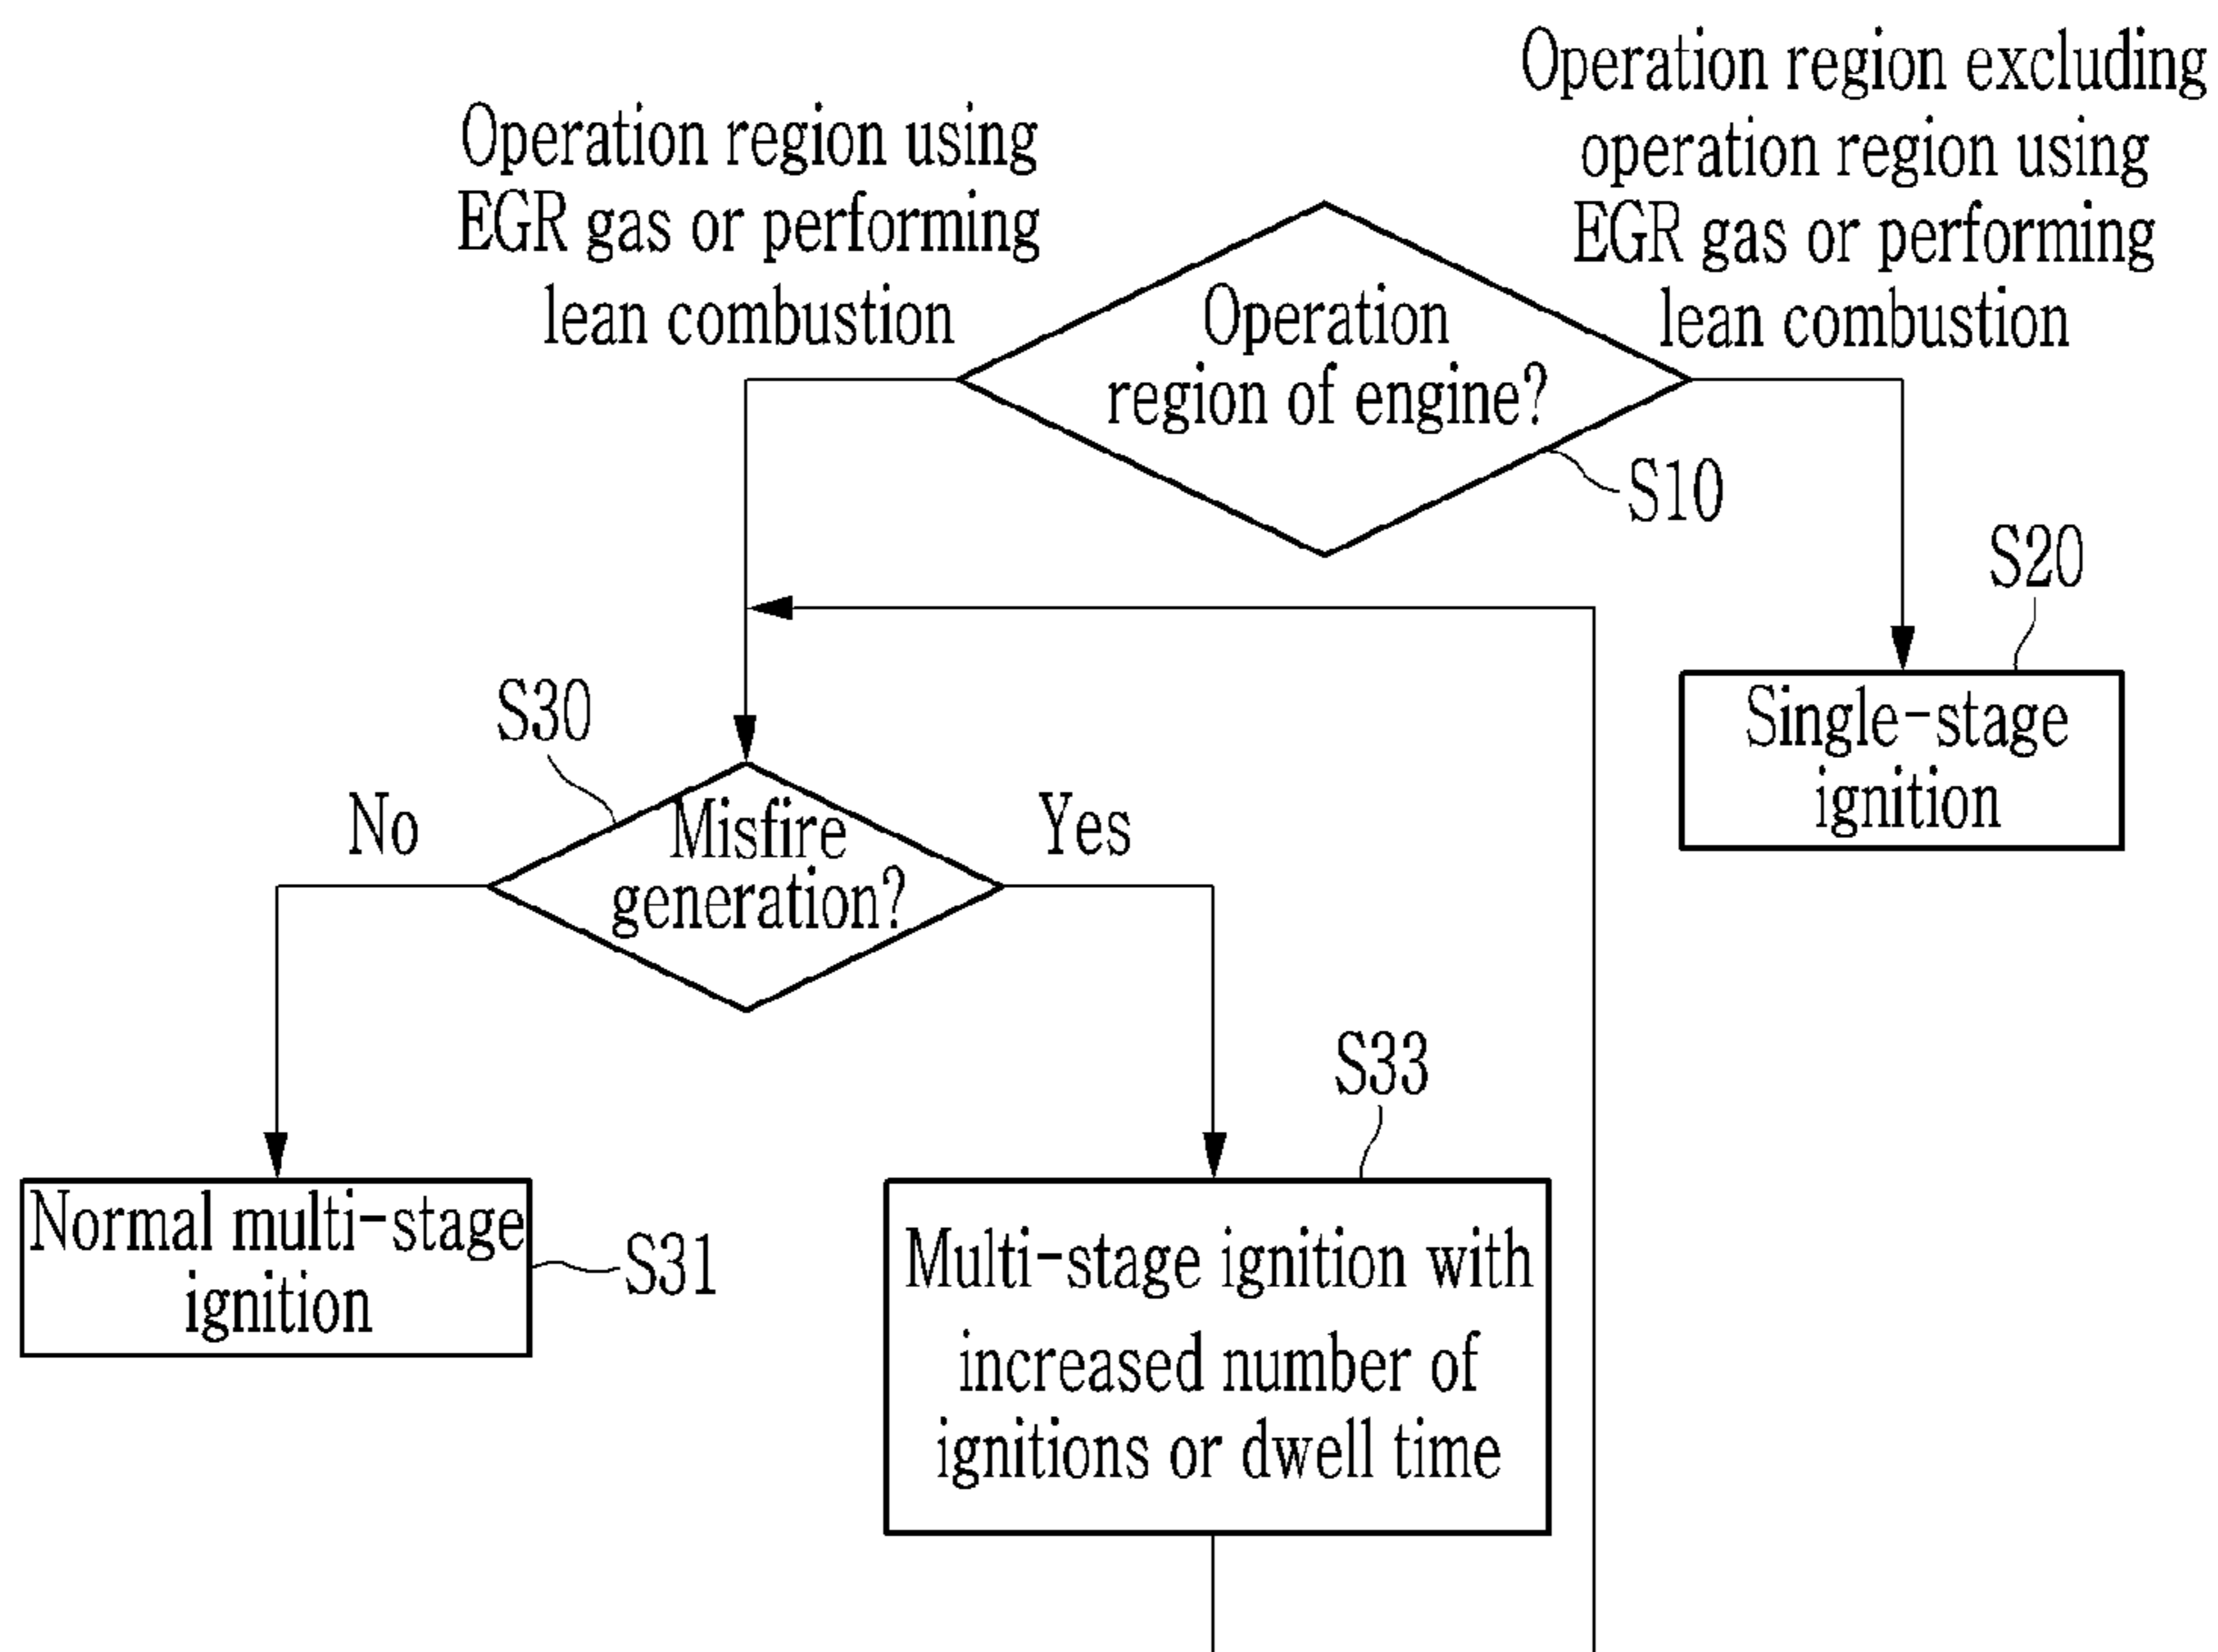 Operation region using
EGR gas or performing
lean combustion
Operation region excluding
operation region using
EGR gas or performing
lean combustion
Operation
region of engine?
S10
S20
Single-stage
ignition
S30
No
Misfire
generation?
Yes
S33
Normal multi-stage
ignition
S31
Multi-stage ignition with
increased number of
ignitions or dwell time